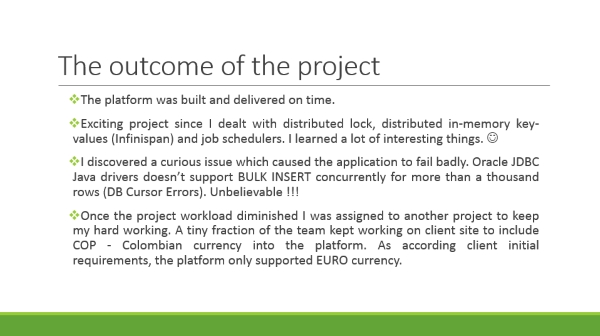 The outcome of the project
❖The platform was built and delivered on time.
❖Exciting project since I dealt with distributed lock, distributed in-memory key-
values (Infinispan) and job schedulers. I learned a lot of interesting things. ☺
❖I discovered a curious issue which caused the application to fail badly. Oracle JDBC
Java drivers doesn't support BULK INSERT concurrently for more than a thousand
rows (DB Cursor Errors). Unbelievable !!!
❖Once the project workload diminished I was assigned to another project to keep
my hard working. A tiny fraction of the team kept working on client site to include
COP - Colombian currency into the platform. As according client initial
requirements, the platform only supported EURO currency.